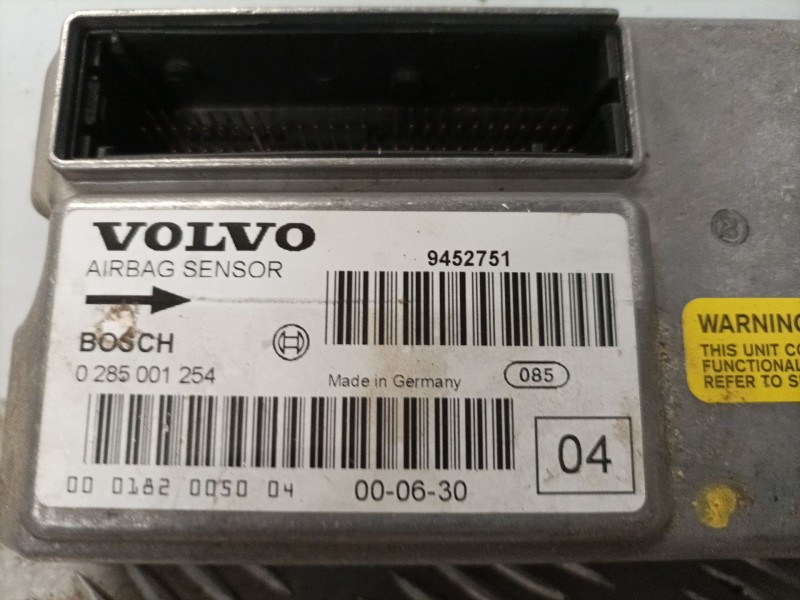 VOLVO
AIRBAG SENSOR
9452751
BOSCH
0 285 001 254
Made in Germany
085
04
00 0182 0050 04
00-06-30
WARNING
THIS UNIT CO
FUNCTIONAL
REFER TO S